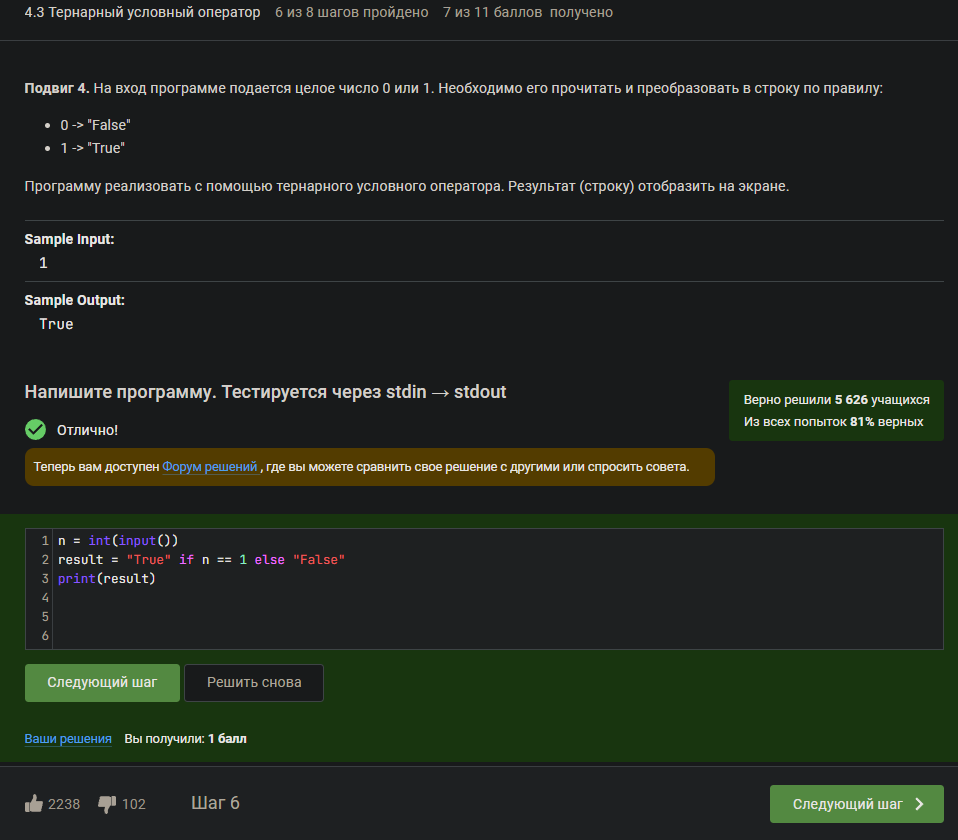 4.3 Тернарный условный оператор 6 из 8 шагов пройдено 7 из 11 баллов получено
Подвиг 4. На вход программе подается целое число 0 или 1. Необходимо его прочитать и преобразовать в строку по правилу:
• 0 -> "False"
• 1 -> "True"
Программу реализовать с помощью тернарного условного оператора. Результат (строку) отобразить на экране.
Sample Input:
1
Sample Output:
True
Напишите программу. Тестируется через stdin → stdout
Верно решили 5 626 учащихся
Из всех попыток 81% верных
Отлично!
Теперь вам доступен Форум решений , где вы можете сравнить свое решение с другими или спросить совета.
1 n = int(input())
2 result = "True" if n == 1 else "False"
3 print(result)
4
5
6
Следующий шаг Решить снова
Ваши решения Вы получили: 1 балл
2238 102 Шаг 6 Следующий шаг